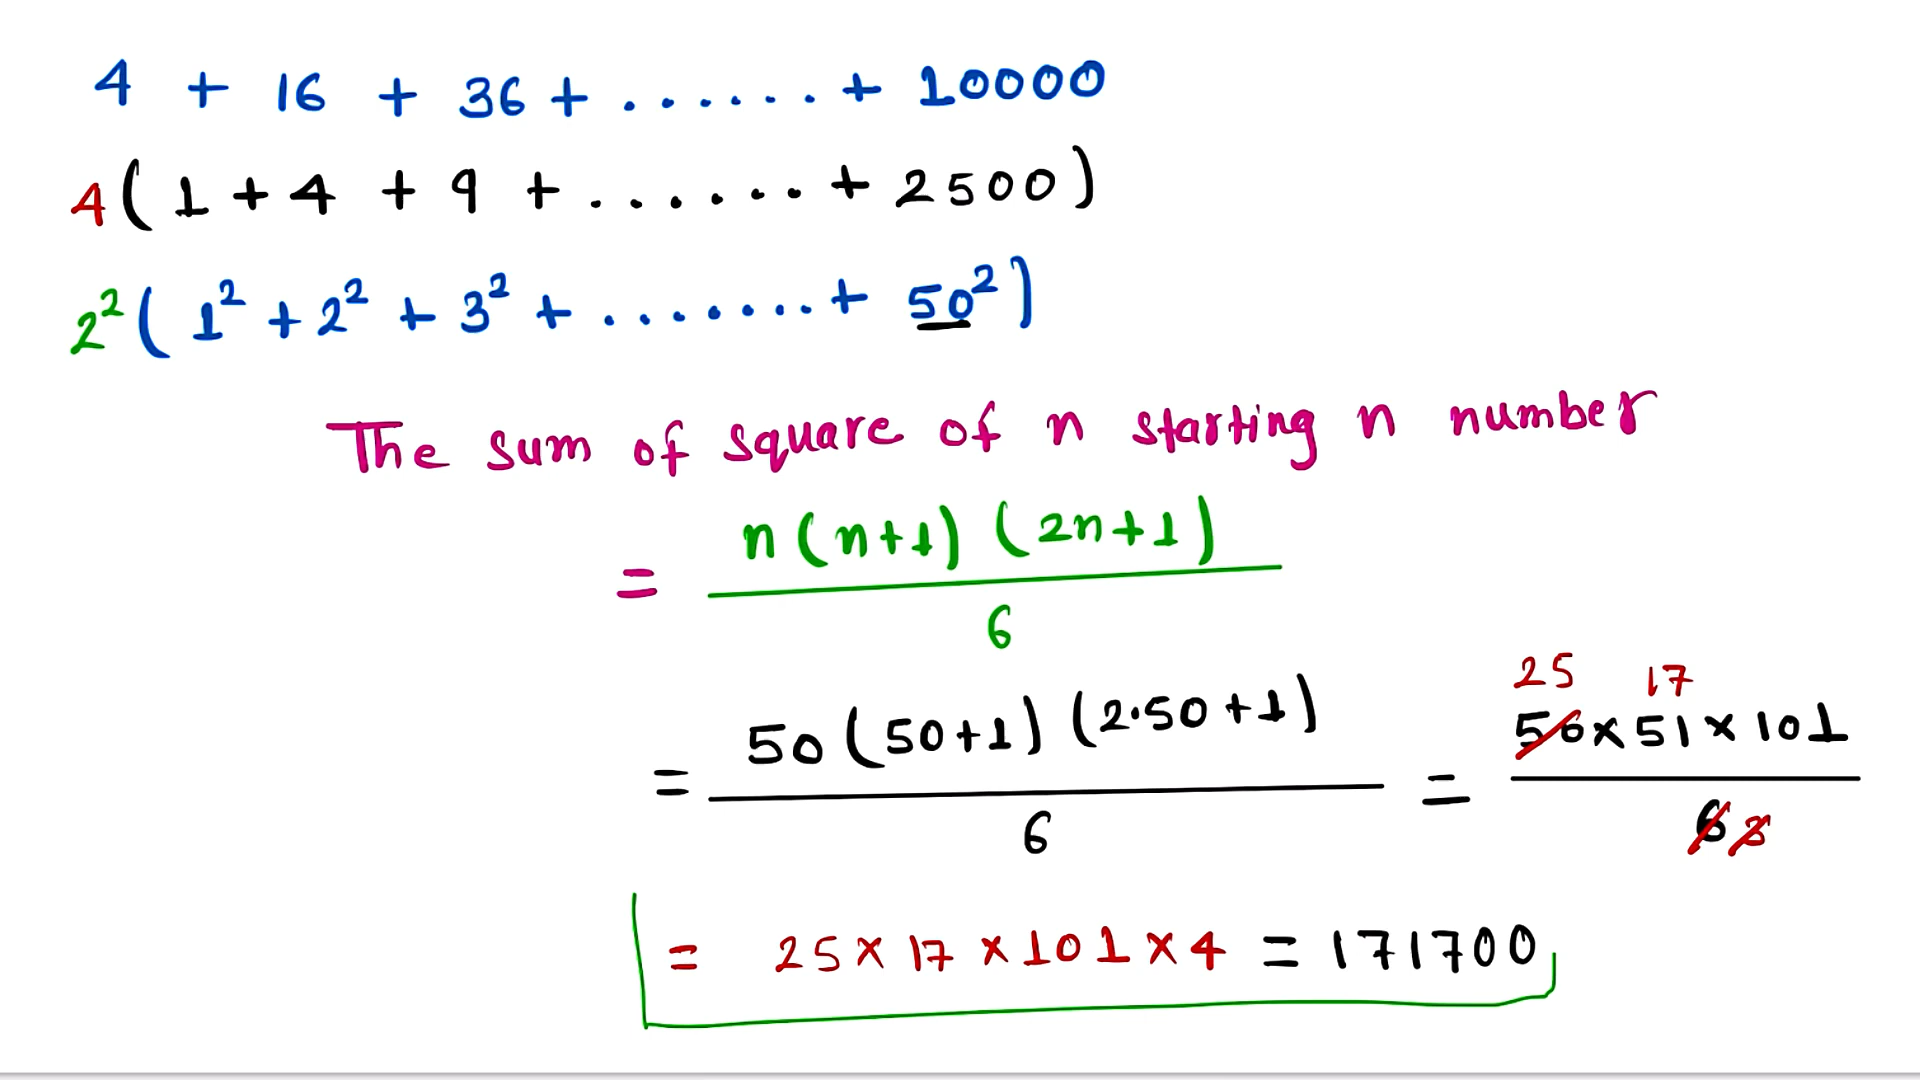 4 + 16 + 36 + ...... + 10000
4(1 + 4 + 9 + ...... + 2500)
2²(1² + 2² + 3² + ....... + 50²)
The sum of square of n starting n number
= n(n+1)(2n+1) / 6
= 50(50+1)(2·50+1) / 6 = 50×51×101 / 6
25 17
3
= 25×17×101×4 = 171700